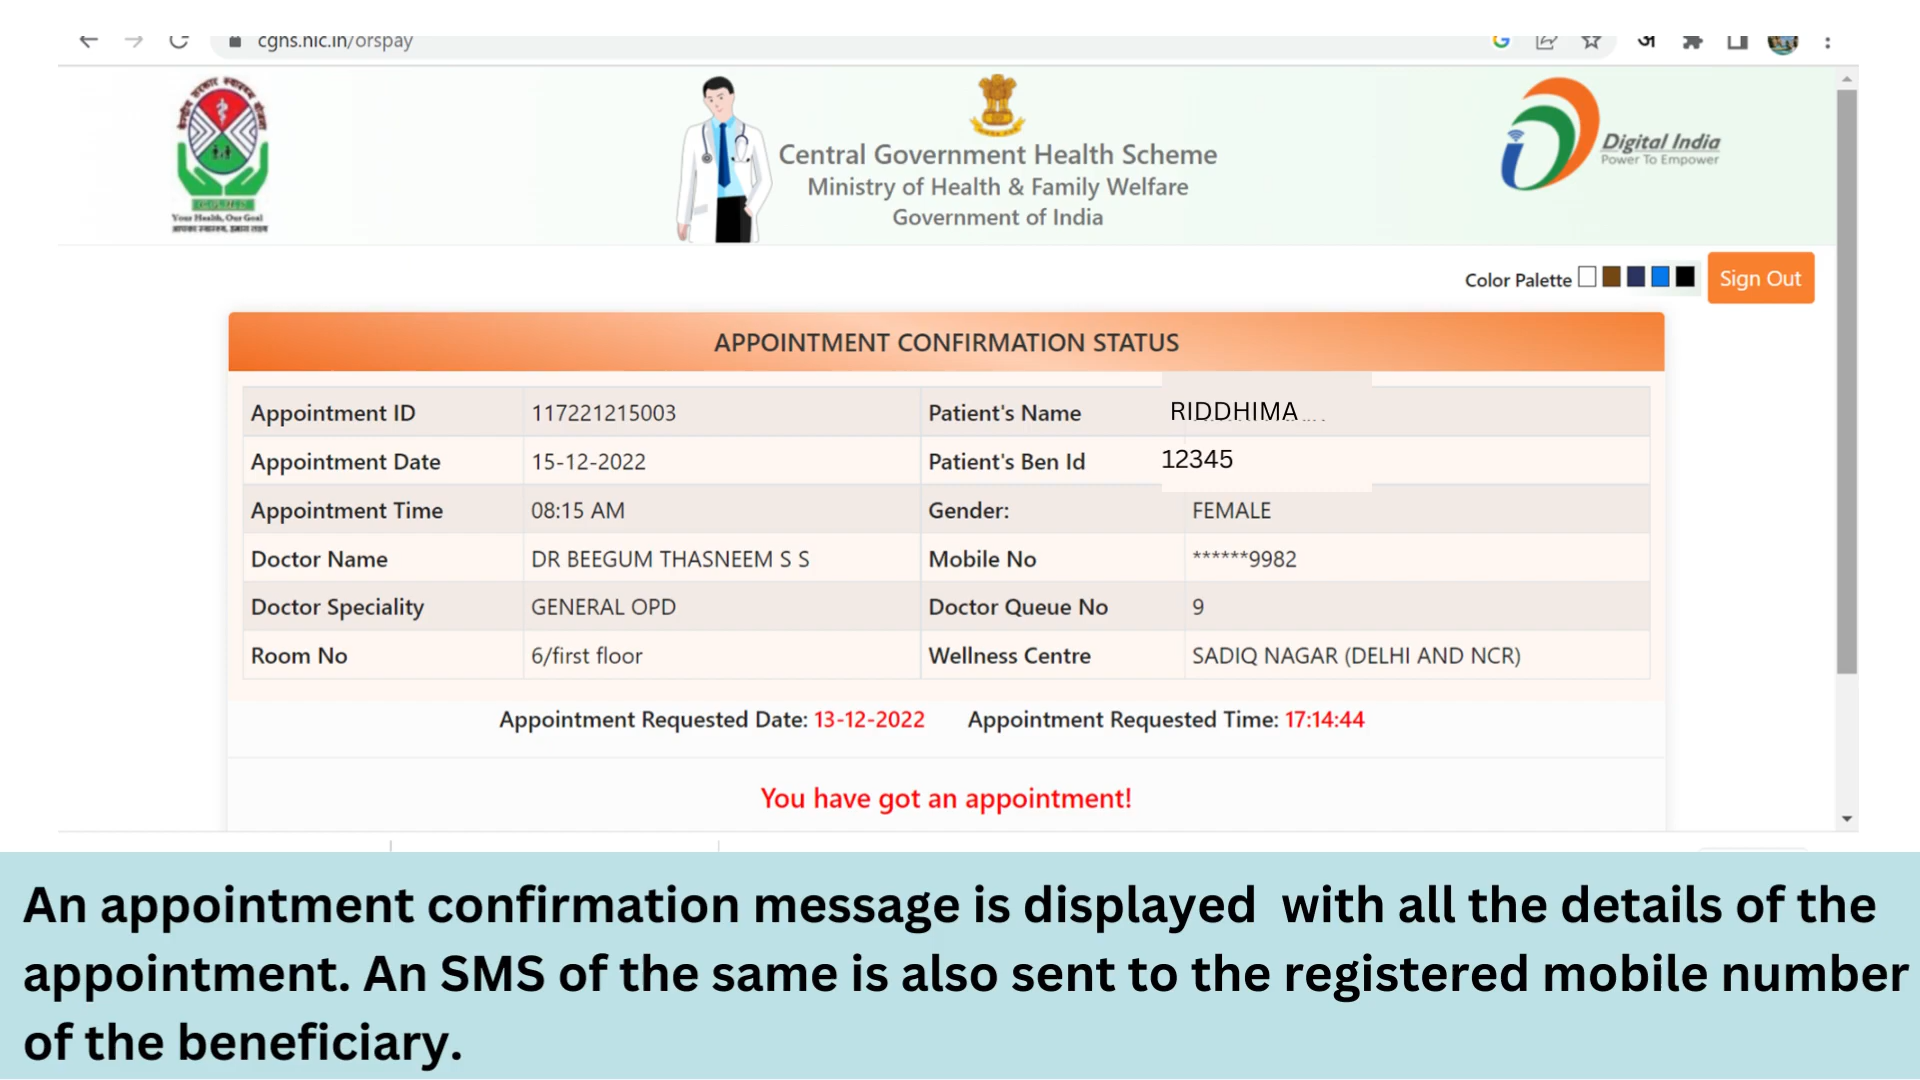 cghs.nic.in/orspay
C G H S
Your Health, Our Goal
Central Government Health Scheme
Ministry of Health & Family Welfare
Government of India
Digital India
Power To Empower
Color Palette Sign Out
APPOINTMENT CONFIRMATION STATUS
Appointment ID 117221215003 Patient's Name RIDDHIMA
Appointment Date 15-12-2022 Patient's Ben Id 12345
Appointment Time 08:15 AM Gender: FEMALE
Doctor Name DR BEEGUM THASNEEM S S Mobile No ******9982
Doctor Speciality GENERAL OPD Doctor Queue No 9
Room No 6/first floor Wellness Centre SADIQ NAGAR (DELHI AND NCR)
Appointment Requested Date: 13-12-2022 Appointment Requested Time: 17:14:44
You have got an appointment!
An appointment confirmation message is displayed with all the details of the
appointment. An SMS of the same is also sent to the registered mobile number
of the beneficiary.